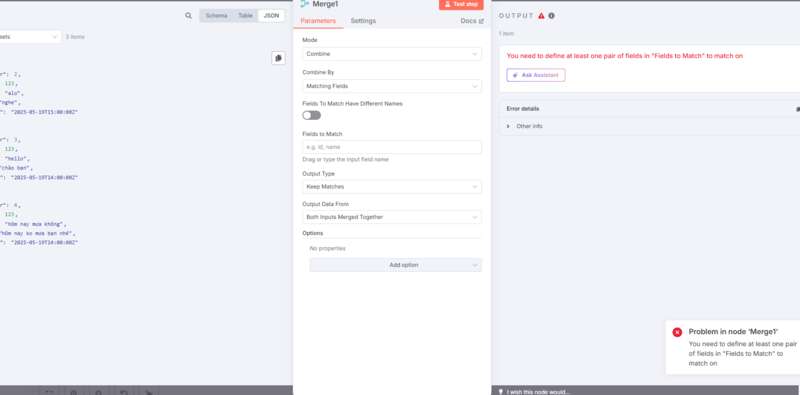 Merge1
Test step
Schema
Table
JSON
Parameters
Settings
Docs
OUTPUT
3 items
1 item
Mode
Combine
Combine By
Matching Fields
Fields To Match Have Different Names
Fields to Match
e.g. id, name
Drag or type the input field name
Output Type
Keep Matches
Output Data From
Both Inputs Merged Together
Options
No properties
Add option
": 2,
123,
"alo"
"nghe"
": "2025-05-19T15:00:00Z"
": 3,
123,
"hello"
"chào bạn"
": "2025-05-19T14:00:00Z"
": 4,
123,
"hôm nay mưa không"
"hôm nay ko mưa bạn nhé"
You need to define at least one pair of fields in "Fields to Match" to match on
Ask Assistant
Error details
Other info
Problem in node 'Merge1'
You need to define at least one pair
of fields in "Fields to Match" to
match on
I wish this node would...